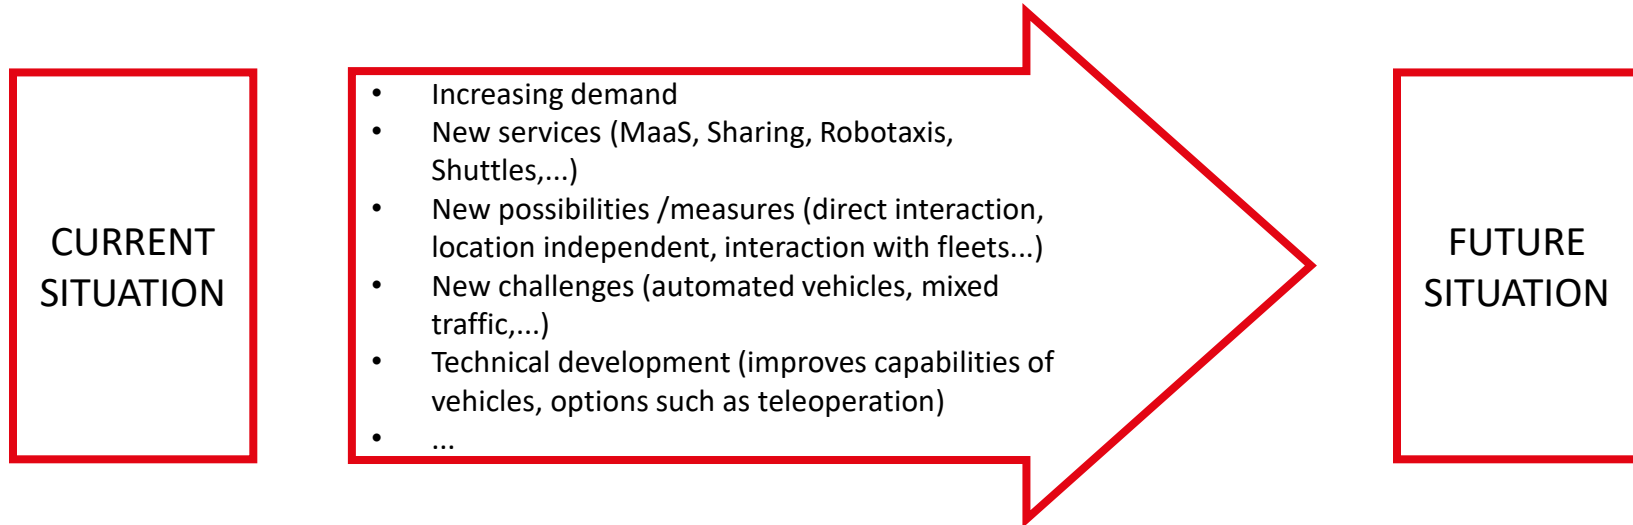 CURRENT
SITUATION
• Increasing demand
• New services (MaaS, Sharing, Robotaxis,
Shuttles,...)
• New possibilities /measures (direct interaction,
location independent, interaction with fleets...)
• New challenges (automated vehicles, mixed
traffic,...)
• Technical development (improves capabilities of
vehicles, options such as teleoperation)
• ...
FUTURE
SITUATION